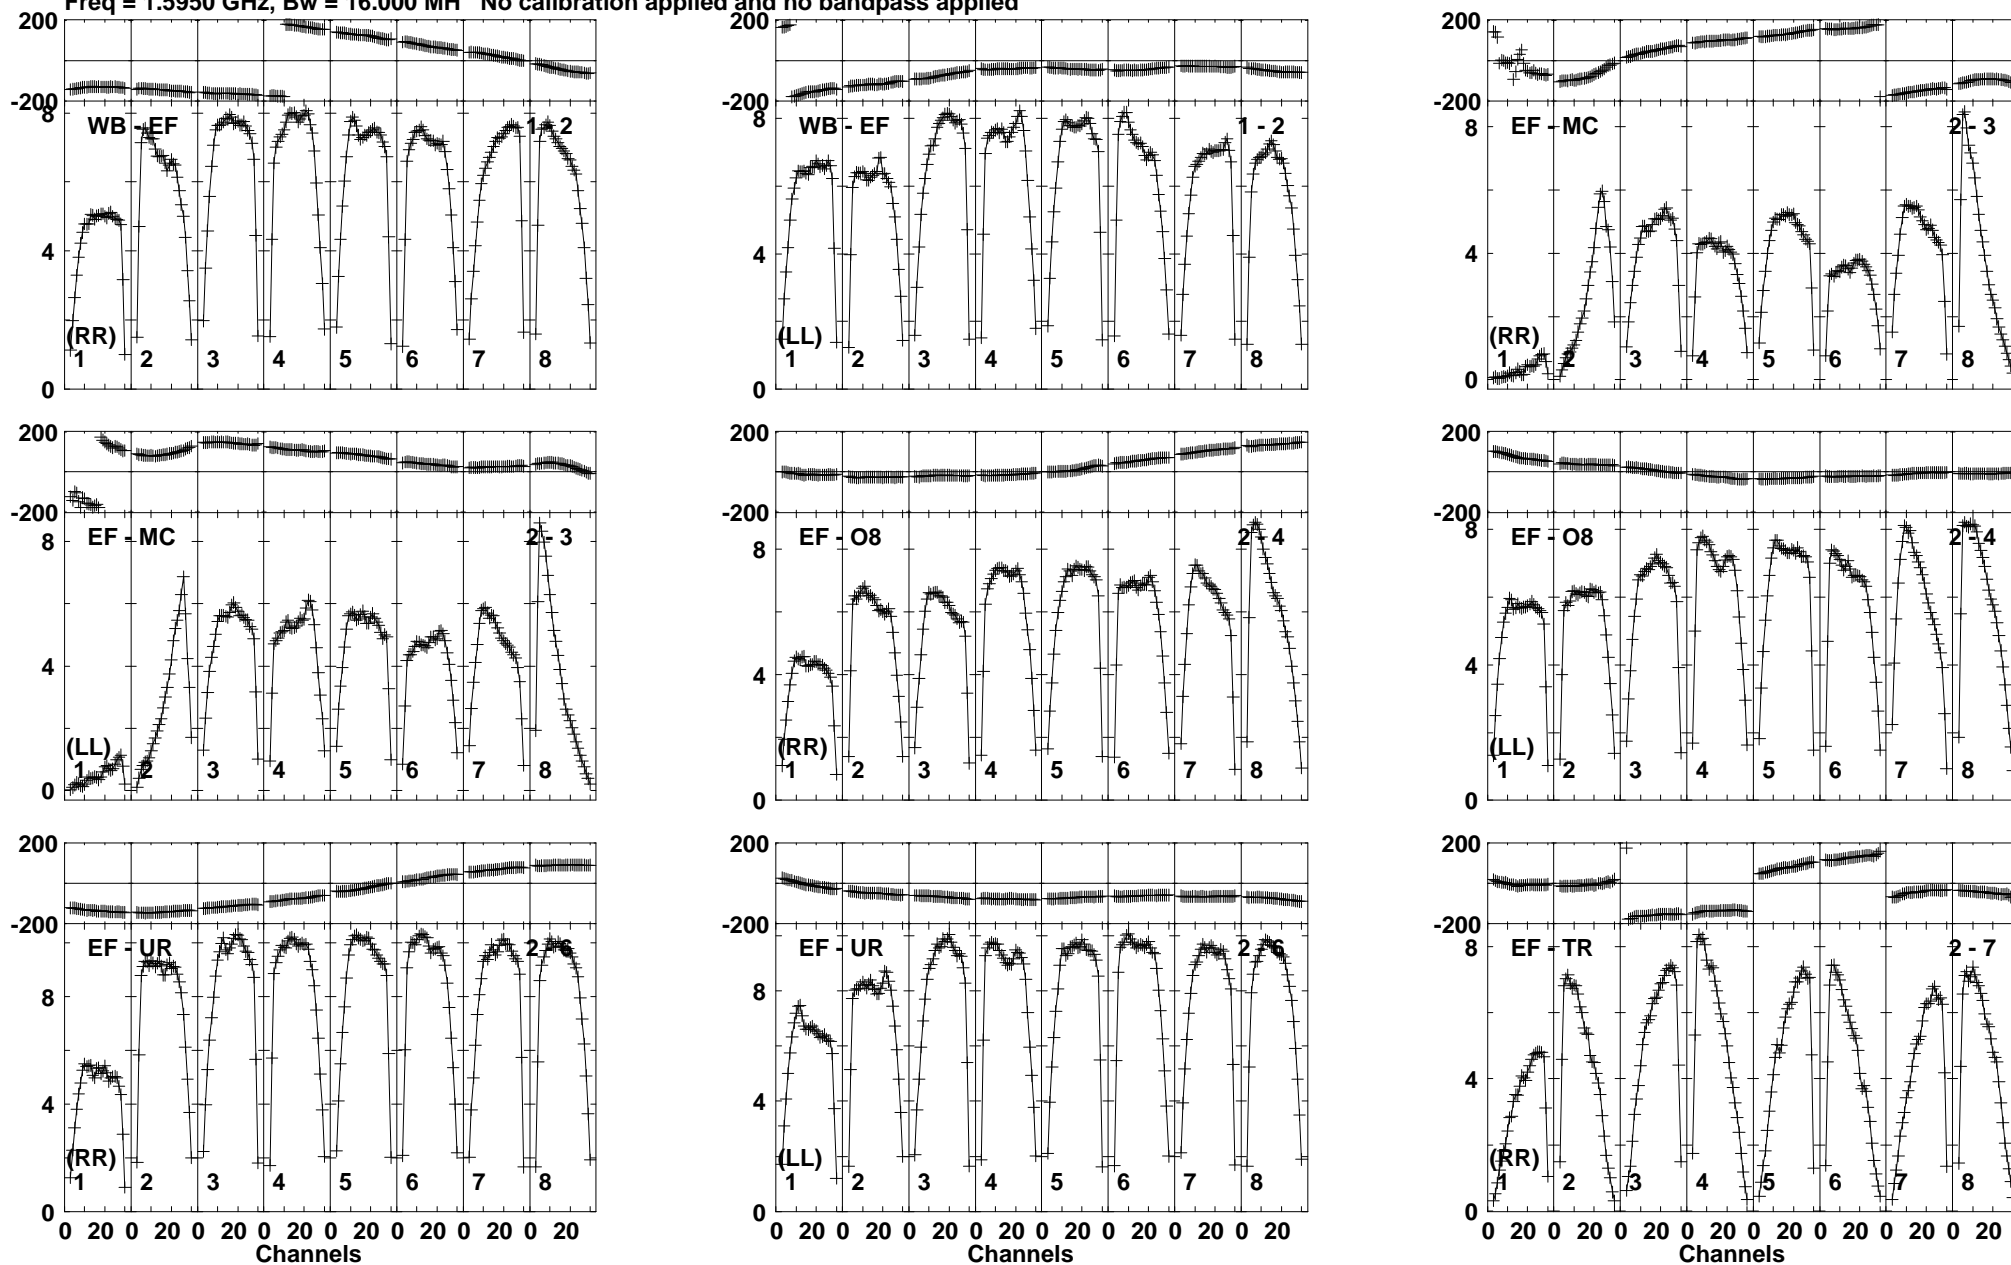 Freq = 1.5950 GHz, Bw = 16.000 MH No calibration applied and no bandpass applied
200 200 200
-200 -200 -200
8 WB - EF 1 - 2 8 WB - EF 1 - 2 8 EF - MC 2 - 3
4 4 4
(RR) (LL) (RR)
1 2 3 4 5 6 7 8 1 2 3 4 5 6 7 8 1 2 3 4 5 6 7 8
0 0 0
200 200 200
-200 -200 -200
8 EF - MC 2 - 3 8 EF - O8 2 - 4 8 EF - O8 2 - 4
4 4 4
(LL) (RR) (LL)
1 2 3 4 5 6 7 8 1 2 3 4 5 6 7 8 1 2 3 4 5 6 7 8
0 0 0
200 200 200
-200 -200 -200
EF - UR 2 - 6 EF - UR 2 - 6 EF - TR 2 - 7
8 8 8
4 4 4
(RR) (LL) (RR)
1 2 3 4 5 6 7 8 1 2 3 4 5 6 7 8 1 2 3 4 5 6 7 8
0 0 0
0 20 0 20 0 20 0 20 0 20 0 20 0 20 0 20 0 20 0 20 0 20 0 20 0 20 0 20 0 20 0 20 0 20 0 20 0 20 0 20 0 20 0 20 0 20 0 20
Channels Channels Channels